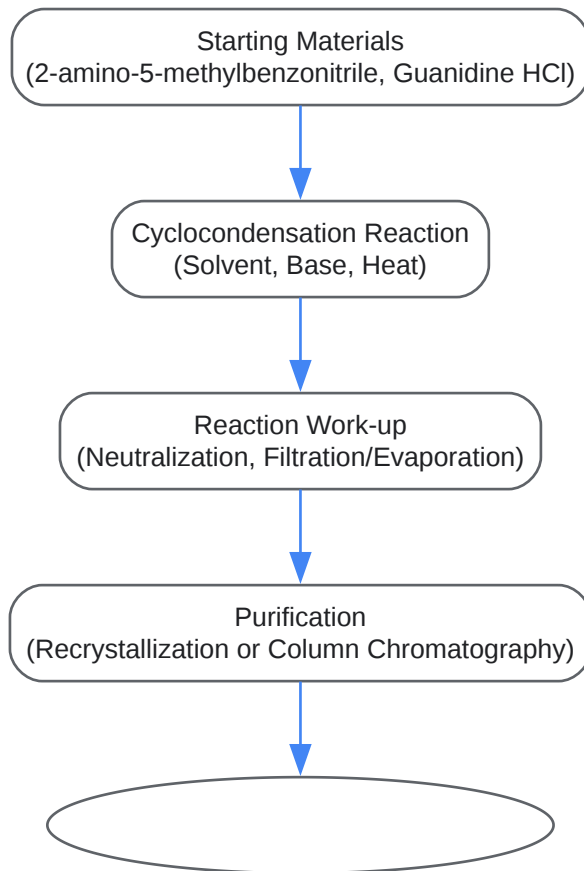 Starting Materials
(2-amino-5-methylbenzonitrile, Guanidine HCl)
Cyclocondensation Reaction
(Solvent, Base, Heat)
Reaction Work-up
(Neutralization, Filtration/Evaporation)
Purification
(Recrystallization or Column Chromatography)